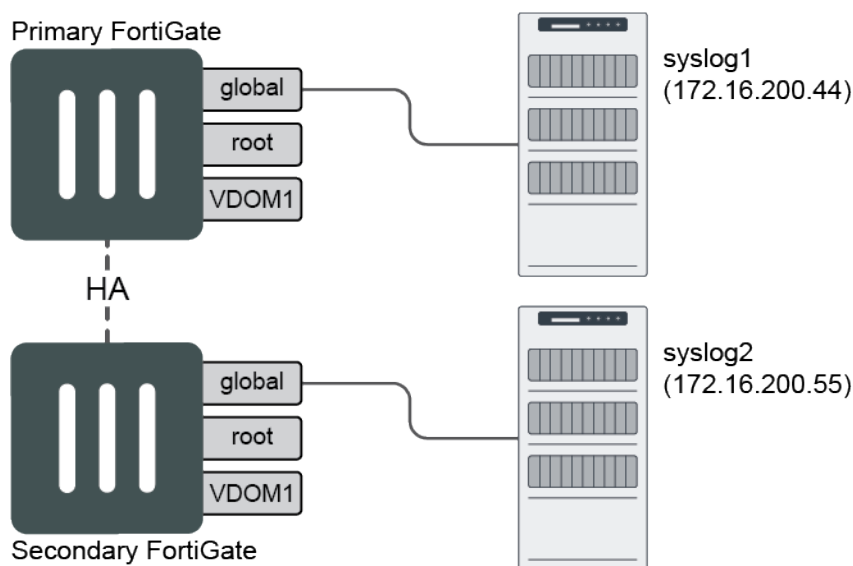 Primary FortiGate
global
root
VDOM1
syslog1
(172.16.200.44)
HA
global
root
VDOM1
syslog2
(172.16.200.55)
Secondary FortiGate